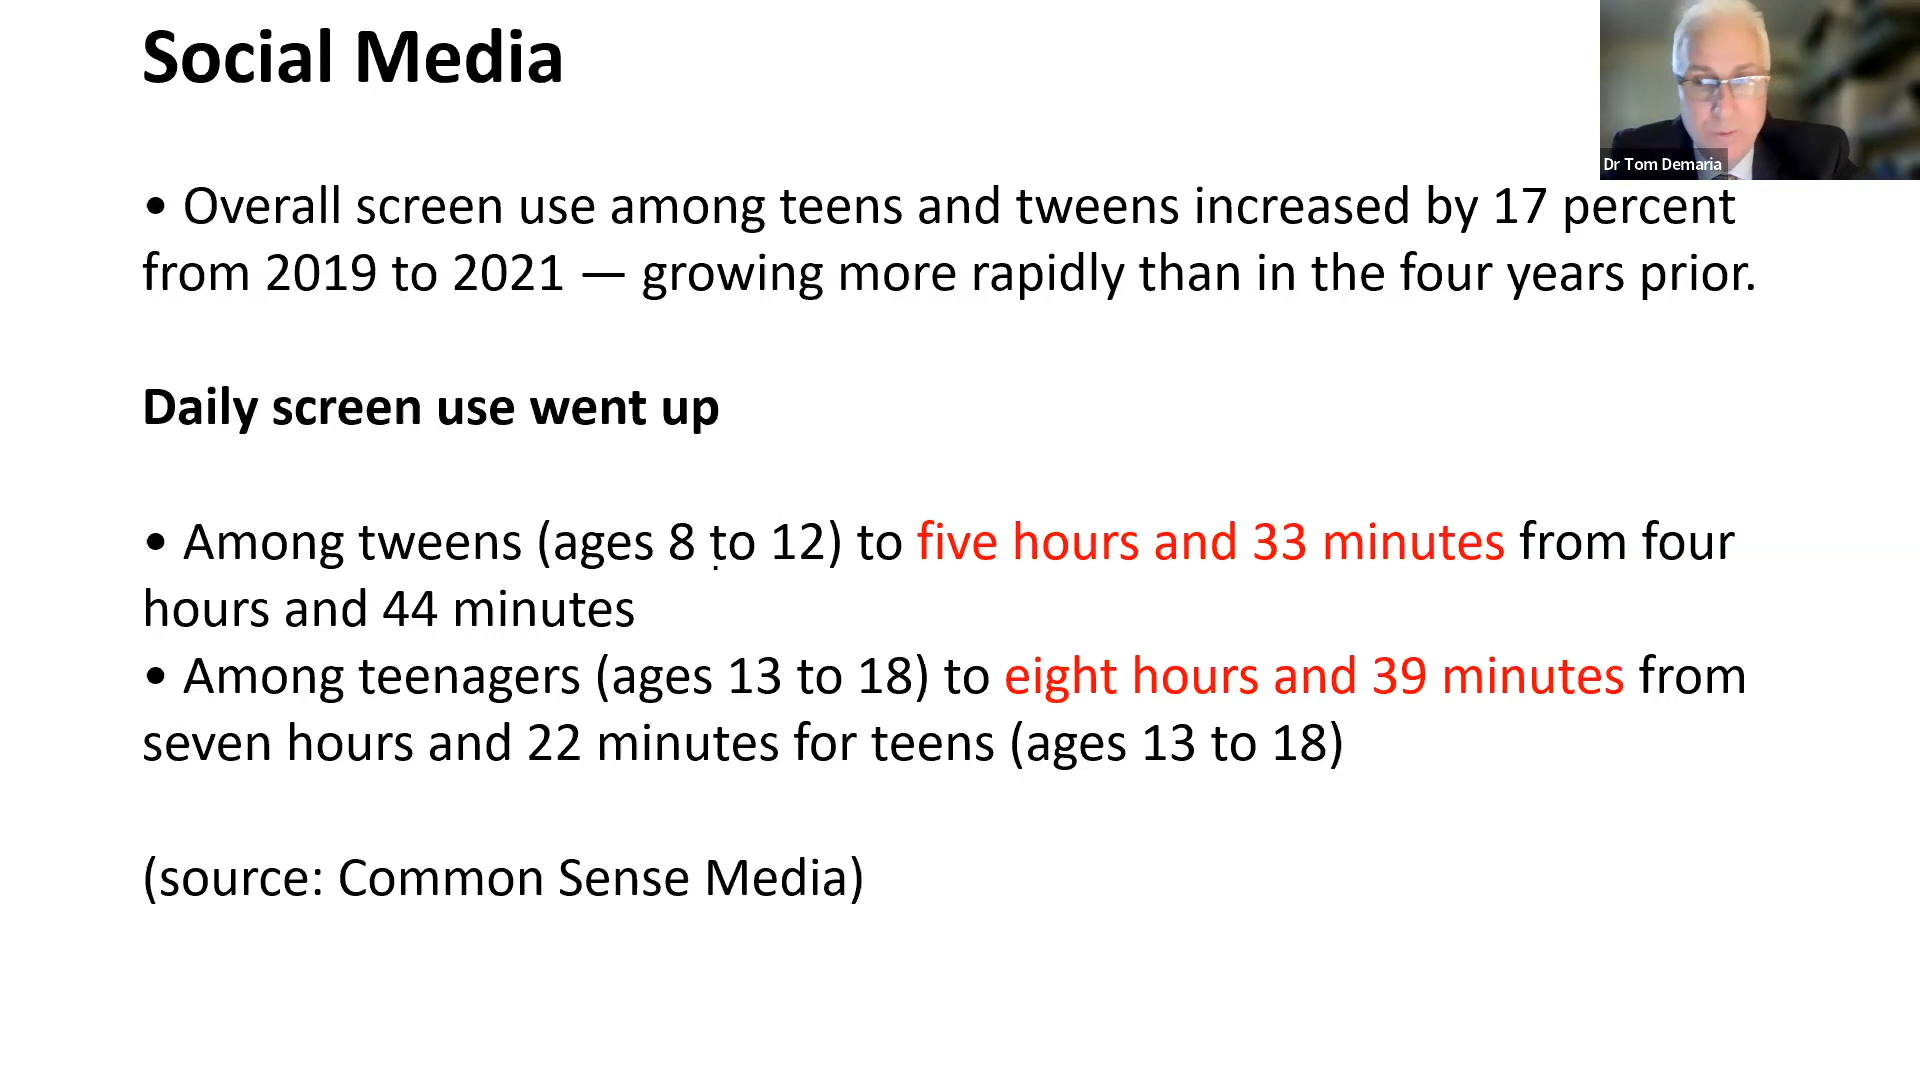 Social Media
Dr Tom Demaria
• Overall screen use among teens and tweens increased by 17 percent
from 2019 to 2021 — growing more rapidly than in the four years prior.
Daily screen use went up
• Among tweens (ages 8 to 12) to five hours and 33 minutes from four
hours and 44 minutes
• Among teenagers (ages 13 to 18) to eight hours and 39 minutes from
seven hours and 22 minutes for teens (ages 13 to 18)
(source: Common Sense Media)